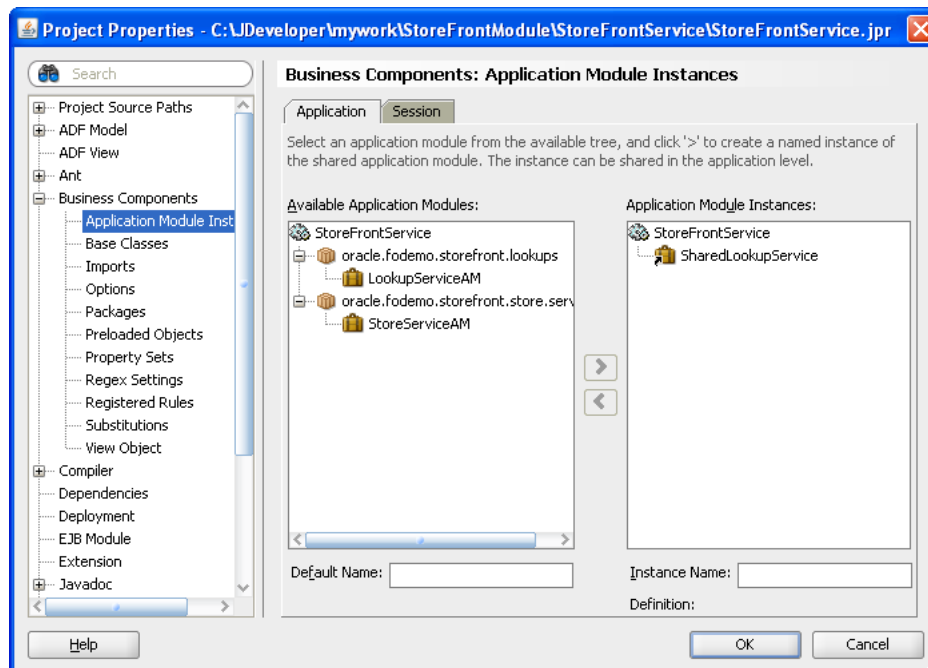 Project Properties - C:\JDeveloper\mywork\StoreFrontModule\StoreFrontService\StoreFrontService.jpr
Search
Project Source Paths
ADF Model
ADF View
Ant
Business Components
Application Module Inst
Base Classes
Imports
Options
Packages
Preloaded Objects
Property Sets
Regex Settings
Registered Rules
Substitutions
View Object
Compiler
Dependencies
Deployment
EJB Module
Extension
Javadoc
Business Components: Application Module Instances
Application
Session
Select an application module from the available tree, and click '>' to create a named instance of
the shared application module. The instance can be shared in the application level.
Available Application Modules:
StoreFrontService
oracle.fodemo.storefront.lookups
LookupServiceAM
oracle.fodemo.storefront.store.serv
StoreServiceAM
Default Name:
Application Module Instances:
StoreFrontService
SharedLookupService
Instance Name:
Definition:
Help
OK
Cancel